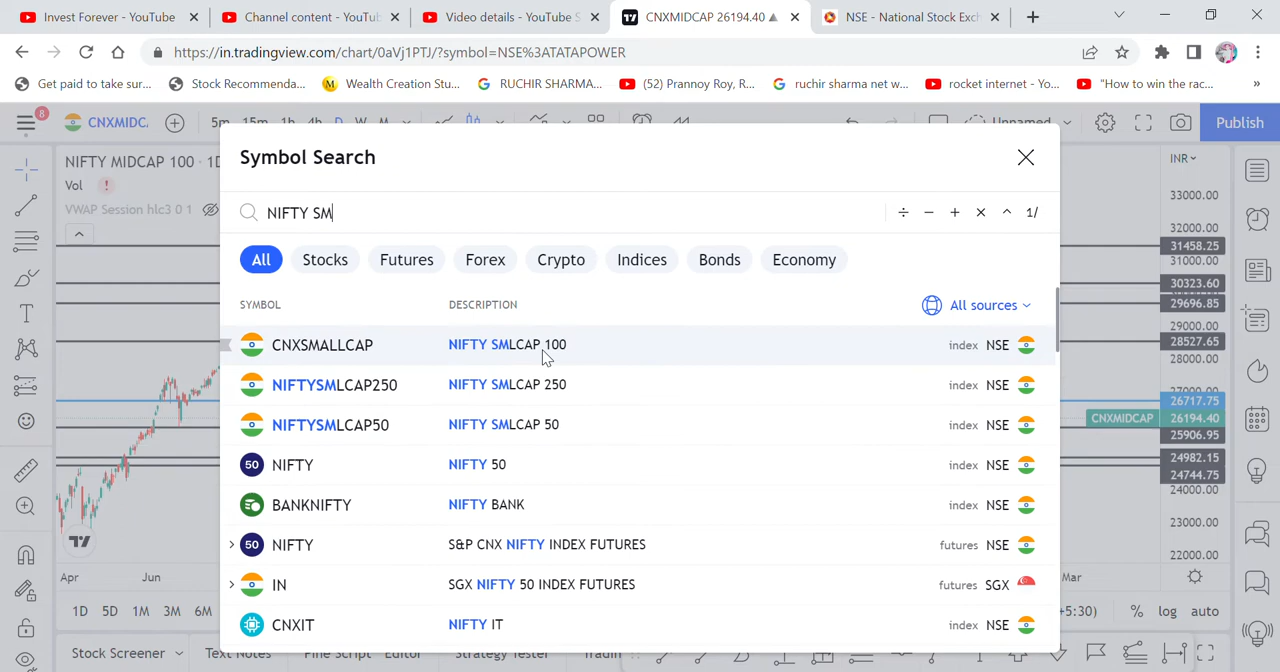 Invest Forever - YouTube
Channel content - YouTu
Video details - YouTube S
CNXMIDCAP 26194.40
NSE - National Stock Exch
https://in.tradingview.com/chart/0aVj1PTJ/?symbol=NSE%3ATATAPOWER
Get paid to take sur...
Stock Recommenda...
Wealth Creation Stu...
RUCHIR SHARMA...
(52) Prannoy Roy, R...
ruchir sharma net w...
rocket internet - Yo...
"How to win the rac...
»
8
CNXMIDC.
5m 15m 1h 4h D W M
Unnamed
Publish
NIFTY MIDCAP 100 · 1D
Vol
VWAP Session hlc3 0 1
Symbol Search
NIFTY SM
÷ − + × ^ 1/
All
Stocks
Futures
Forex
Crypto
Indices
Bonds
Economy
SYMBOL DESCRIPTION All sources
CNXSMALLCAP NIFTY SMLCAP 100 index NSE
NIFTYSMLCAP250 NIFTY SMLCAP 250 index NSE
NIFTYSMLCAP50 NIFTY SMLCAP 50 index NSE
50 NIFTY NIFTY 50 index NSE
BANKNIFTY NIFTY BANK index NSE
50 NIFTY S&P CNX NIFTY INDEX FUTURES futures NSE
IN SGX NIFTY 50 INDEX FUTURES futures SGX
CNXIT NIFTY IT index NSE
INR
33000.00
32000.00
31458.25
31000.00
30323.60
29696.85
29000.00
28527.65
28000.00
27000.00
26717.75
CNXMIDCAP 26194.40
25906.95
24982.15
24744.75
24000.00
23000.00
22000.00
Apr Jun Mar
1D 5D 1M 3M 6M
+5:30) % log auto
Stock Screener
Text Notes
Pine Script Editor
Strategy Tester
Tradin